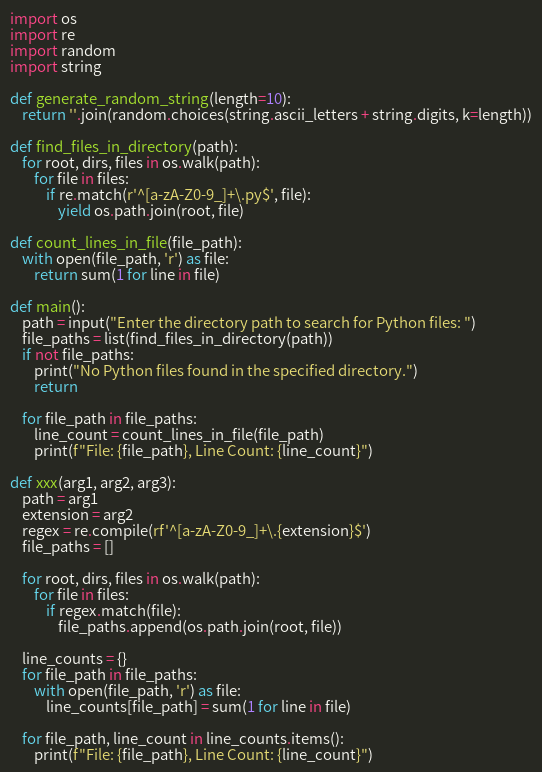 import os
import re
import random
import string

def generate_random_string(length=10):
    return ''.join(random.choices(string.ascii_letters + string.digits, k=length))

def find_files_in_directory(path):
    for root, dirs, files in os.walk(path):
        for file in files:
            if re.match(r'^[a-zA-Z0-9_]+\.py$', file):
                yield os.path.join(root, file)

def count_lines_in_file(file_path):
    with open(file_path, 'r') as file:
        return sum(1 for line in file)

def main():
    path = input("Enter the directory path to search for Python files: ")
    file_paths = list(find_files_in_directory(path))
    if not file_paths:
        print("No Python files found in the specified directory.")
        return

    for file_path in file_paths:
        line_count = count_lines_in_file(file_path)
        print(f"File: {file_path}, Line Count: {line_count}")

def xxx(arg1, arg2, arg3):
    path = arg1
    extension = arg2
    regex = re.compile(rf'^[a-zA-Z0-9_]+\.{extension}$')
    file_paths = []

    for root, dirs, files in os.walk(path):
        for file in files:
            if regex.match(file):
                file_paths.append(os.path.join(root, file))

    line_counts = {}
    for file_path in file_paths:
        with open(file_path, 'r') as file:
            line_counts[file_path] = sum(1 for line in file)

    for file_path, line_count in line_counts.items():
        print(f"File: {file_path}, Line Count: {line_count}")